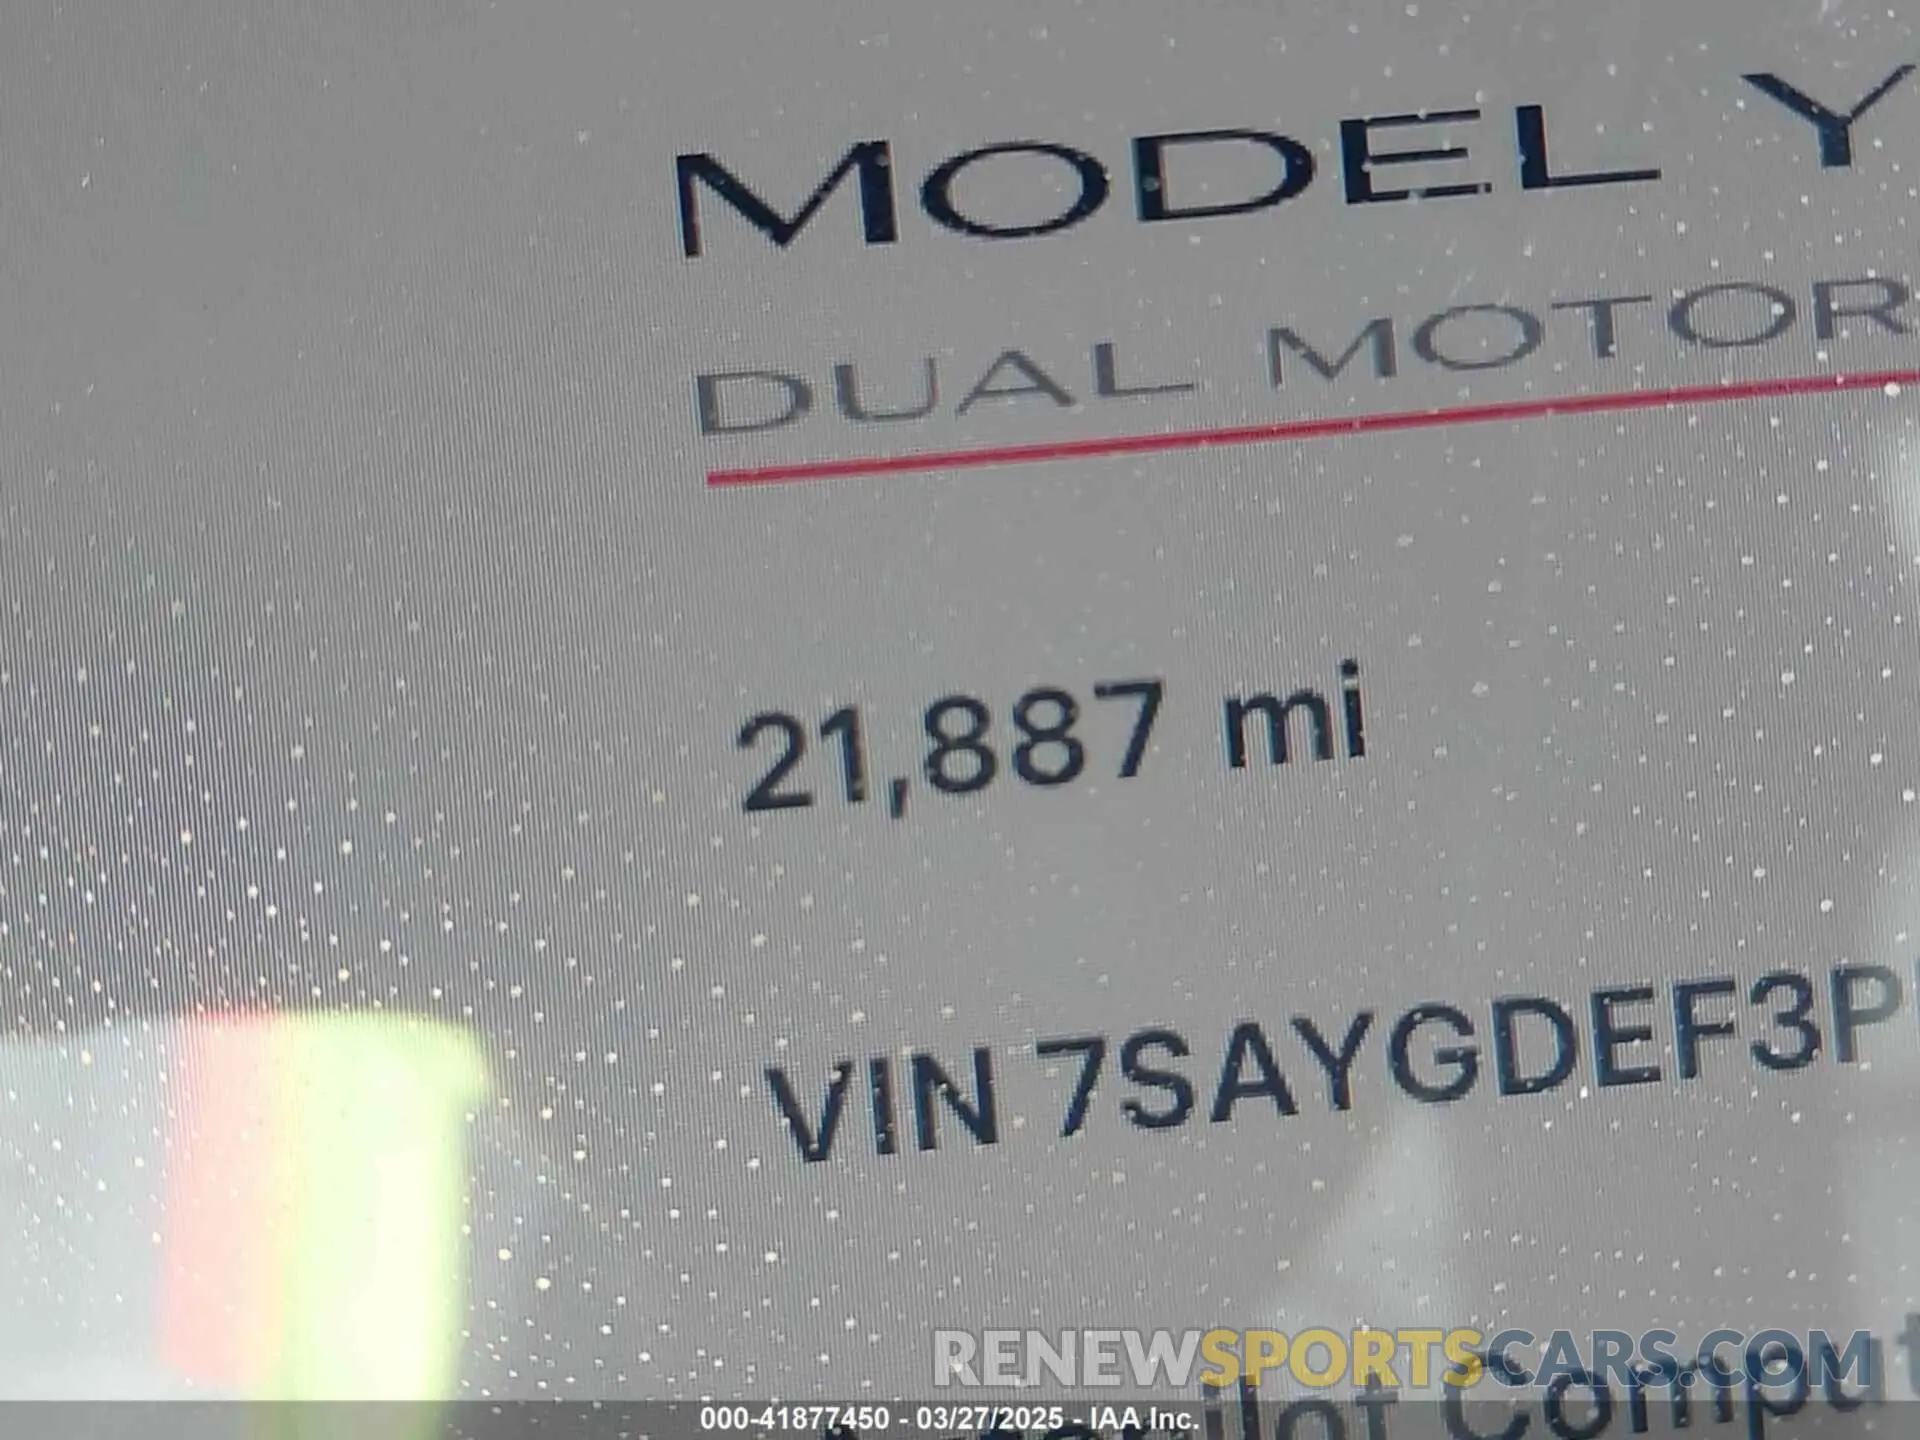 MODEL Y
DUAL MOTOR
21,887 mi
VIN 7SAYGDEF3P
RENEWSPORTSCARS.COM
000-41877450 - 03/27/2025 - IAA Inc.